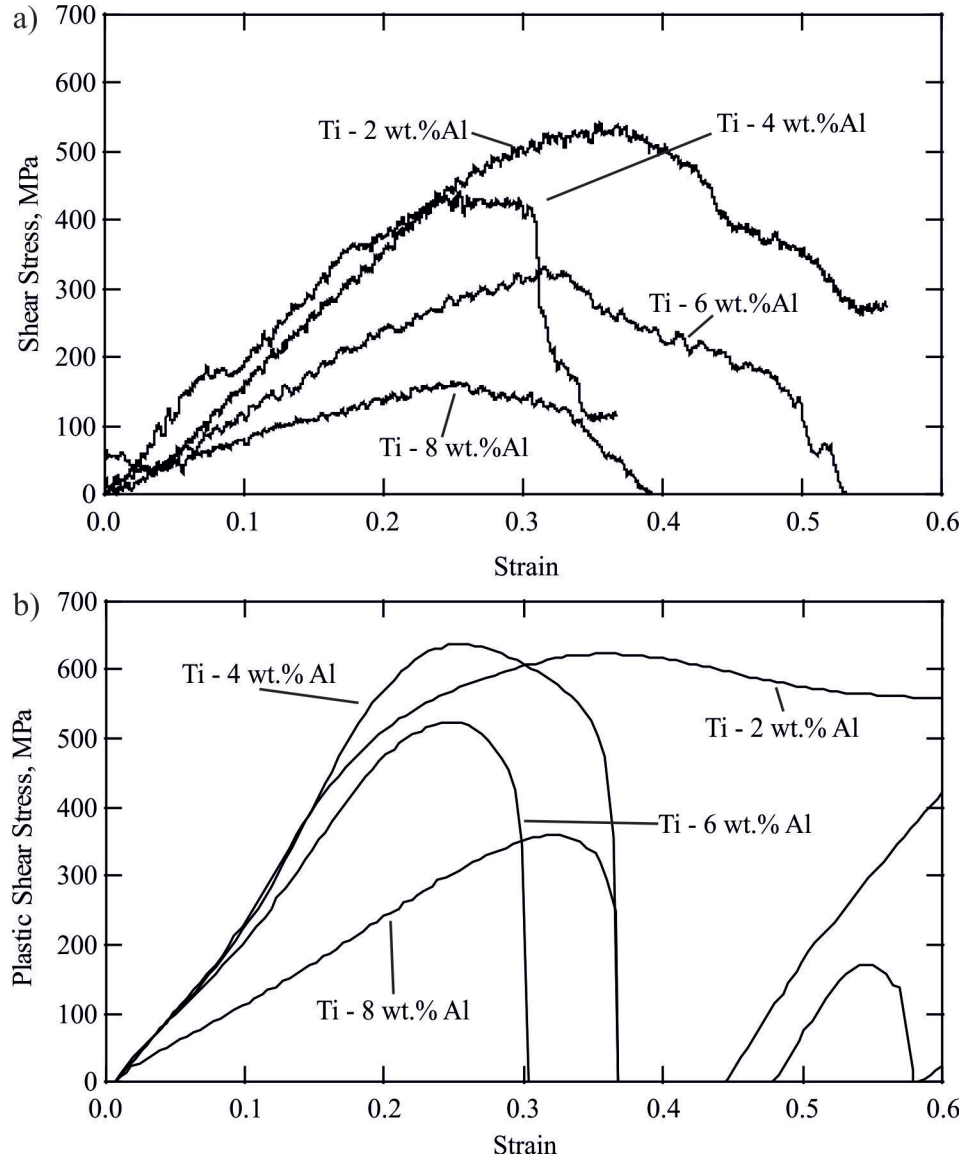 a)
700
600
500
400
300
200
100
0
Shear Stress, MPa
Ti - 2 wt.%Al
Ti - 4 wt.%Al
Ti - 6 wt.%Al
Ti - 8 wt.%Al
0.0 0.1 0.2 0.3 0.4 0.5 0.6
Strain
b)
700
600
500
400
300
200
100
0
Plastic Shear Stress, MPa
Ti - 4 wt.% Al
Ti - 2 wt.% Al
Ti - 6 wt.% Al
Ti - 8 wt.% Al
0.0 0.1 0.2 0.3 0.4 0.5 0.6
Strain